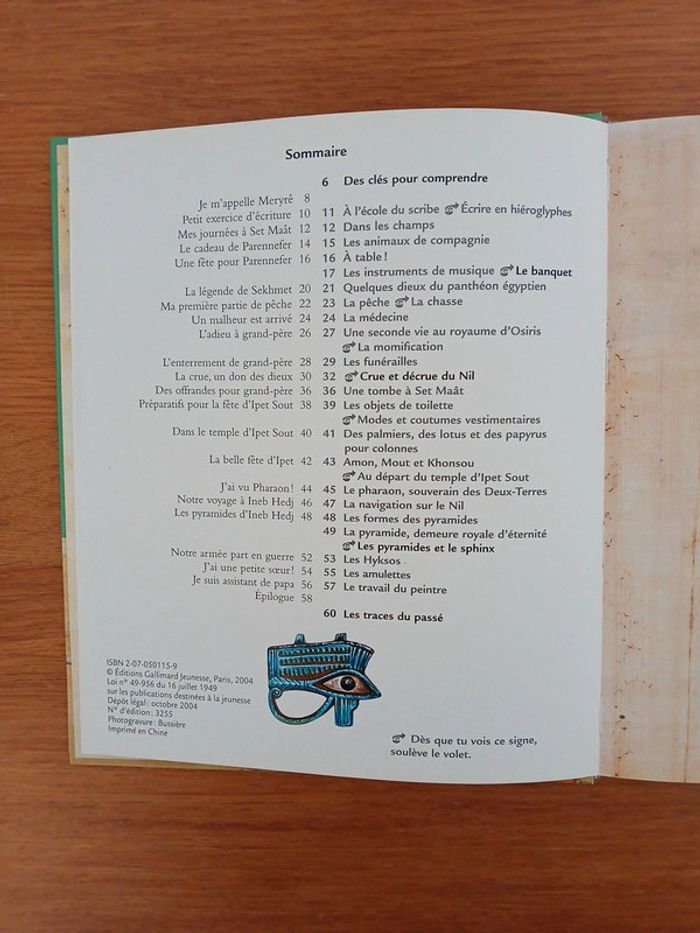 Sommaire
6 Des clés pour comprendre
Je m'appelle Meryrê 8
Petit exercice d'écriture 10
Mes journées à Set Maât 12
Le cadeau de Parennefer 14
Une fête pour Parennefer 16
La légende de Sekhmet 20
Ma première partie de pêche 22
Un malheur est arrivé 24
L'adieu à grand-père 26
L'enterrement de grand-père 28
La crue, un don des dieux 30
Des offrandes pour grand-père 36
Préparatifs pour la fête d'Ipet Sout 38
Dans le temple d'Ipet Sout 40
La belle fête d'Ipet 42
J'ai vu Pharaon ! 44
Notre voyage à Ineb Hedj 46
Les pyramides d'Ineb Hedj 48
Notre armée part en guerre 52
J'ai une petite sœur ! 54
Je suis assistant de papa 56
Épilogue 58
11 À l'école du scribe ☞ Écrire en hiéroglyphes
12 Dans les champs
15 Les animaux de compagnie
16 À table !
17 Les instruments de musique ☞ Le banquet
21 Quelques dieux du panthéon égyptien
23 La pêche ☞ La chasse
24 La médecine
27 Une seconde vie au royaume d'Osiris
☞ La momification
29 Les funérailles
32 ☞ Crue et décrue du Nil
36 Une tombe à Set Maât
39 Les objets de toilette
☞ Modes et coutumes vestimentaires
41 Des palmiers, des lotus et des papyrus
pour colonnes
43 Amon, Mout et Khonsou
☞ Au départ du temple d'Ipet Sout
45 Le pharaon, souverain des Deux-Terres
47 La navigation sur le Nil
48 Les formes des pyramides
49 La pyramide, demeure royale d'éternité
☞ Les pyramides et le sphinx
53 Les Hyksos
55 Les amulettes
57 Le travail du peintre
60 Les traces du passé
ISBN 2-07-050115-9
© Éditions Gallimard Jeunesse, Paris, 2004
Loi n° 49-956 du 16 juillet 1949
sur les publications destinées à la jeunesse
Dépôt légal : octobre 2004
N° d'édition : 3255
Photogravure : Bussière
Imprimé en Chine
☞ Dès que tu vois ce signe,
soulève le volet.